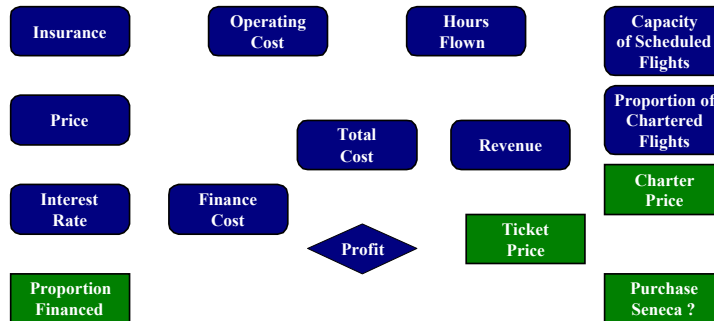 Insurance
Operating
Cost
Hours
Flown
Capacity
of Scheduled
Flights
Price
Total
Cost
Revenue
Proportion of
Chartered
Flights
Interest
Rate
Finance
Cost
Charter
Price
Profit
Ticket
Price
Proportion
Financed
Purchase
Seneca ?